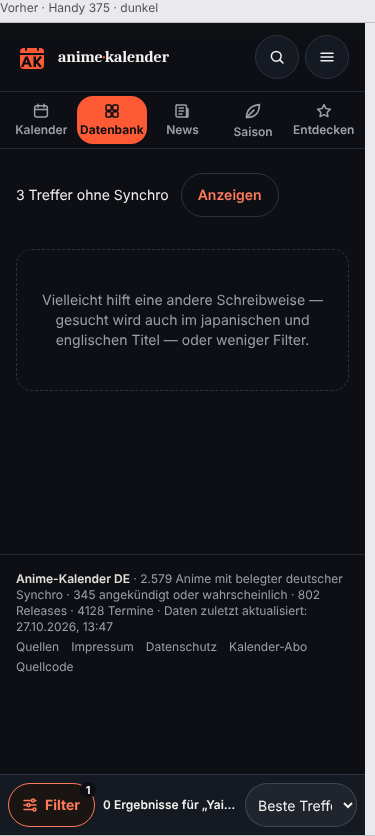 Vorher · Handy 375 · dunkel
AK anime·kalender
Kalender Datenbank News Saison Entdecken
3 Treffer ohne Synchro Anzeigen
Vielleicht hilft eine andere Schreibweise —
gesucht wird auch im japanischen und
englischen Titel — oder weniger Filter.
Anime-Kalender DE · 2.579 Anime mit belegter deutscher
Synchro · 345 angekündigt oder wahrscheinlich · 802
Releases · 4128 Termine · Daten zuletzt aktualisiert:
27.10.2026, 13:47
Quellen Impressum Datenschutz Kalender-Abo
Quellcode
Filter 1 0 Ergebnisse für „Yai… Beste Treff